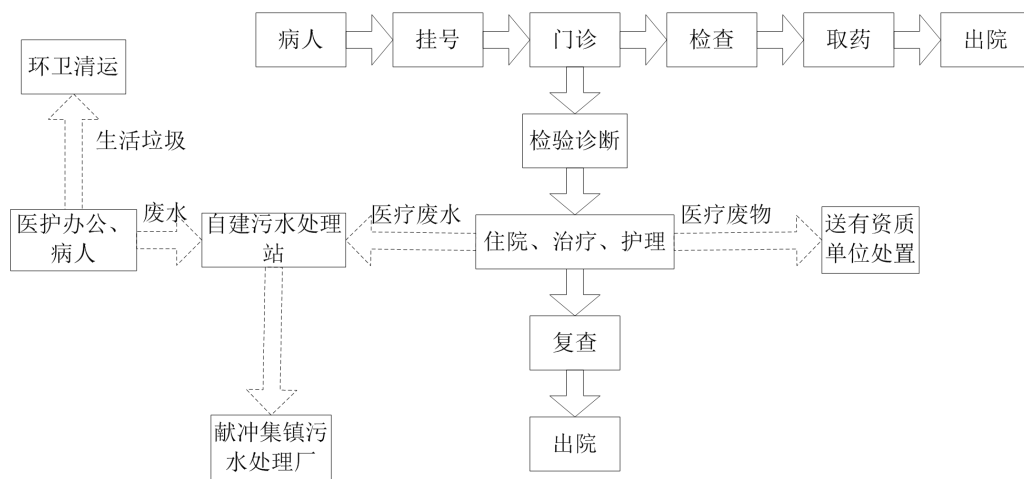 病人
挂号
门诊
检查
取药
出院
环卫清运
生活垃圾
检验诊断
医护办公、
病人
废水
自建污水处理
站
医疗废水
住院、治疗、护理
医疗废物
送有资质
单位处置
复查
献冲集镇污
水处理厂
出院